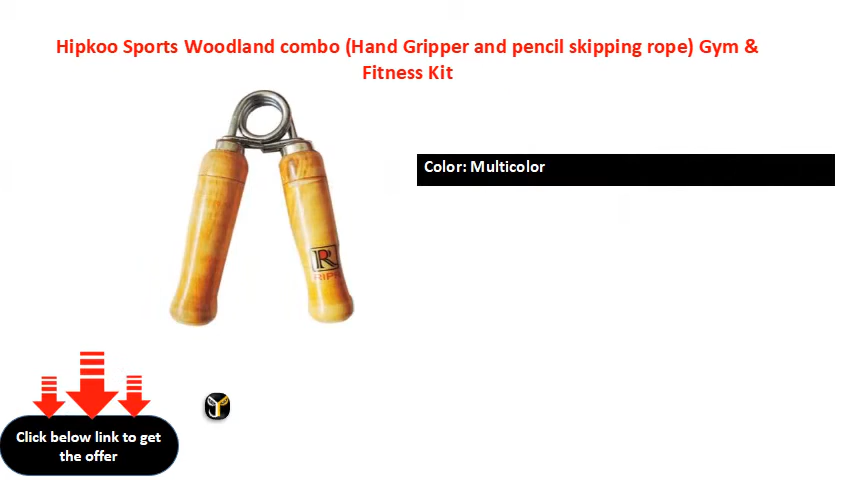 Hipkoo Sports Woodland combo (Hand Gripper and pencil skipping rope) Gym &
Fitness Kit
Color: Multicolor
R
Click below link to get
the offer